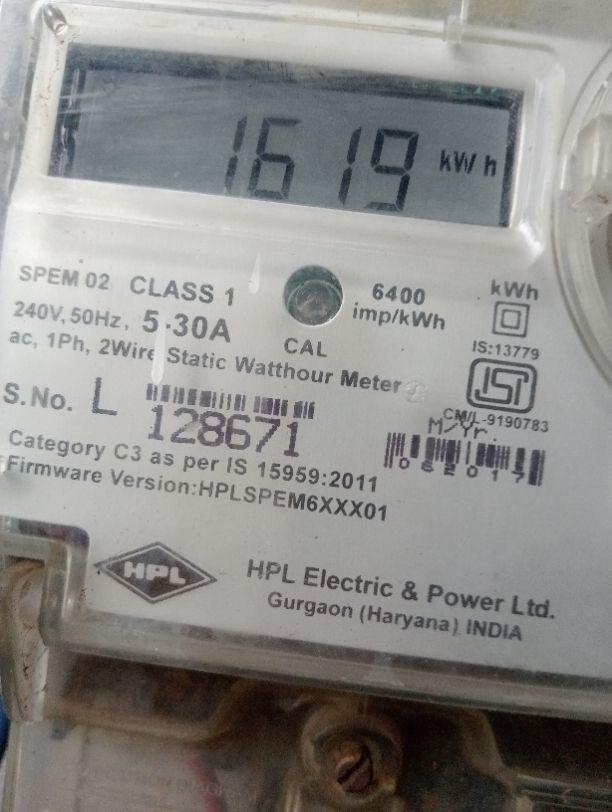 1619 kWh
SPEM 02 CLASS 1
6400
imp/kWh
kWh
240V, 50Hz, 5-30A
CAL
IS:13779
ac, 1Ph, 2Wire Static Watthour Meter
ISI
S.No. L 128671
CM/L-9190783
M/Yr.
062017
Category C3 as per IS 15959:2011
Firmware Version:HPLSPEM6XXX01
HPL
HPL Electric & Power Ltd.
Gurgaon (Haryana) INDIA